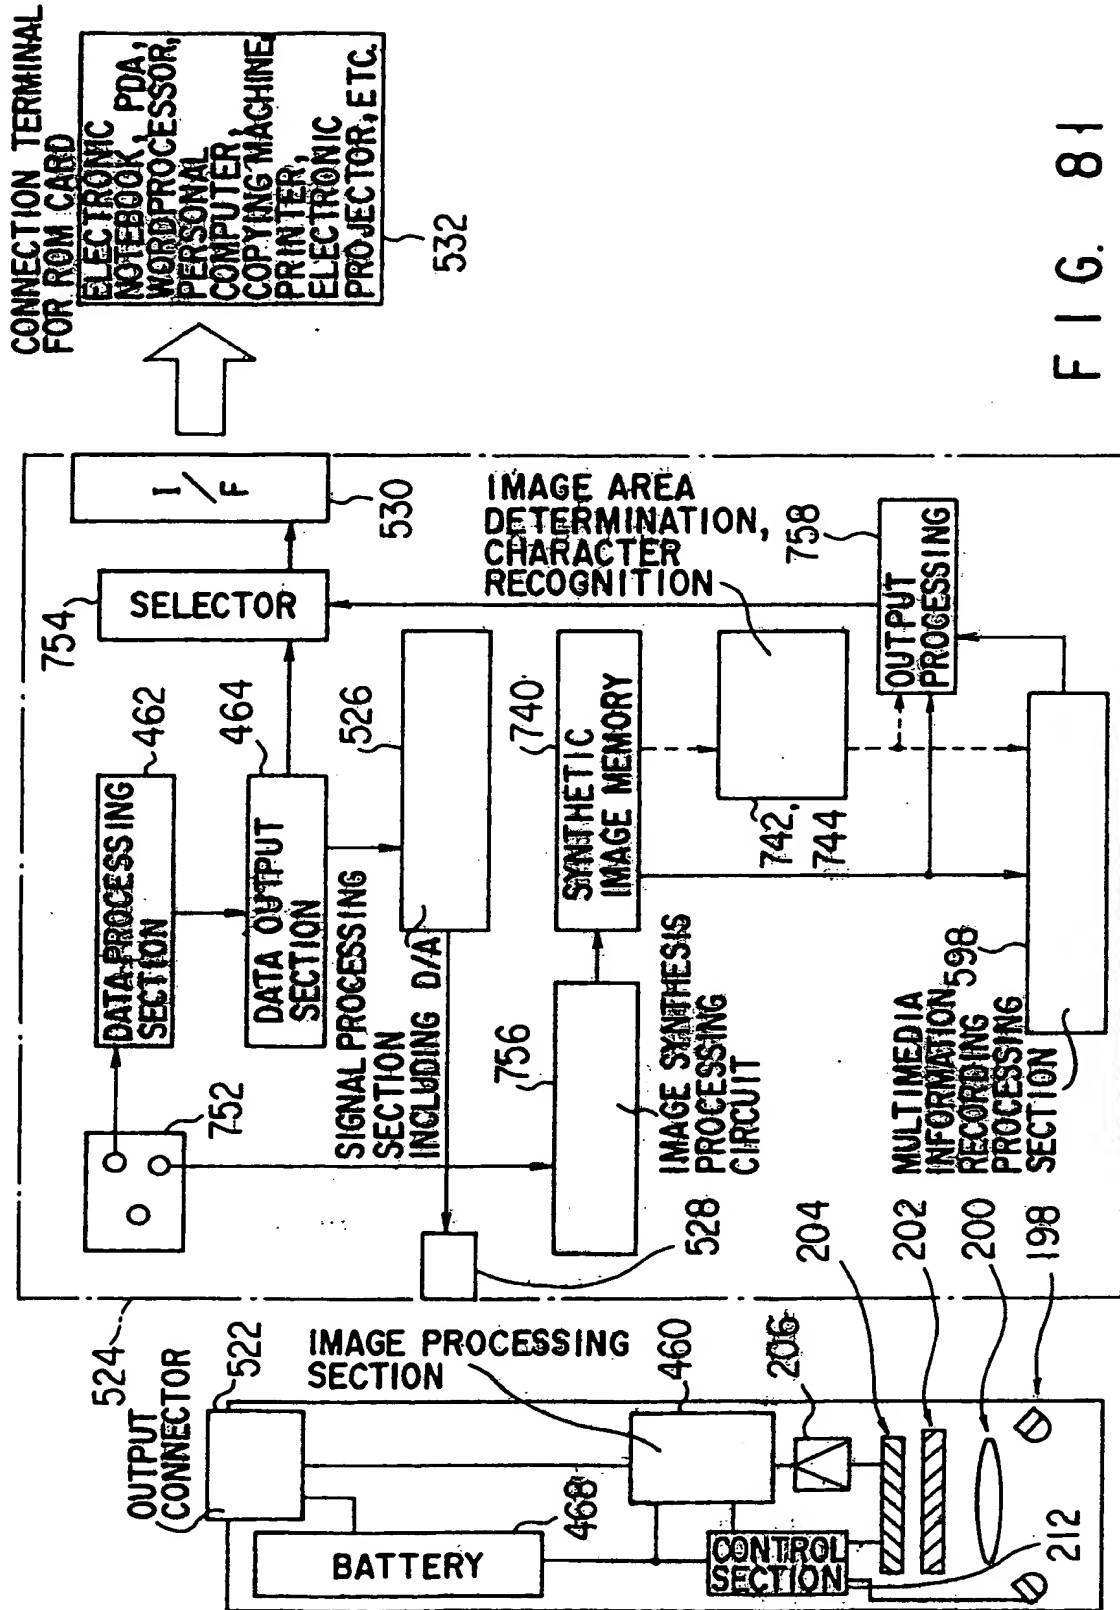 CONNECTION TERMINAL
FOR ROM CARD
ELECTRONIC
NOTEBOOK, PDA,
WORDPROCESSOR,
PERSONAL
COMPUTER,
COPYING MACHINE,
PRINTER,
ELECTRONIC
PROJECTOR, ETC.
532
I/F
530
SELECTOR
754
DATA PROCESSING
SECTION
462
DATA OUTPUT
SECTION
464
752
SIGNAL PROCESSING
SECTION
INCLUDING D/A
526
528
756
IMAGE SYNTHESIS
PROCESSING
CIRCUIT
SYNTHETIC
IMAGE MEMORY
740
IMAGE AREA
DETERMINATION,
CHARACTER
RECOGNITION
742,
744
OUTPUT
PROCESSING
758
MULTIMEDIA
INFORMATION
RECORDING
PROCESSING
SECTION
598
524
OUTPUT
CONNECTOR
522
IMAGE PROCESSING
SECTION
460
BATTERY
468
CONTROL
SECTION
206
204
202
200
198
212
FIG. 81